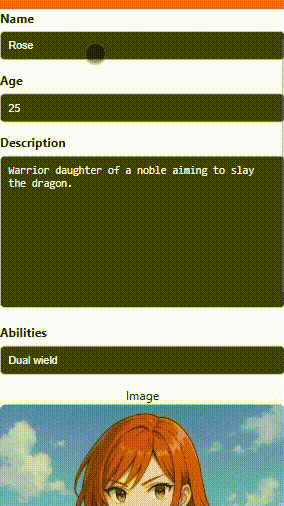 Name
Rose
Age
25
Description
Warrior daughter of a noble aiming to slay
the dragon.
Abilities
Dual wield
Image